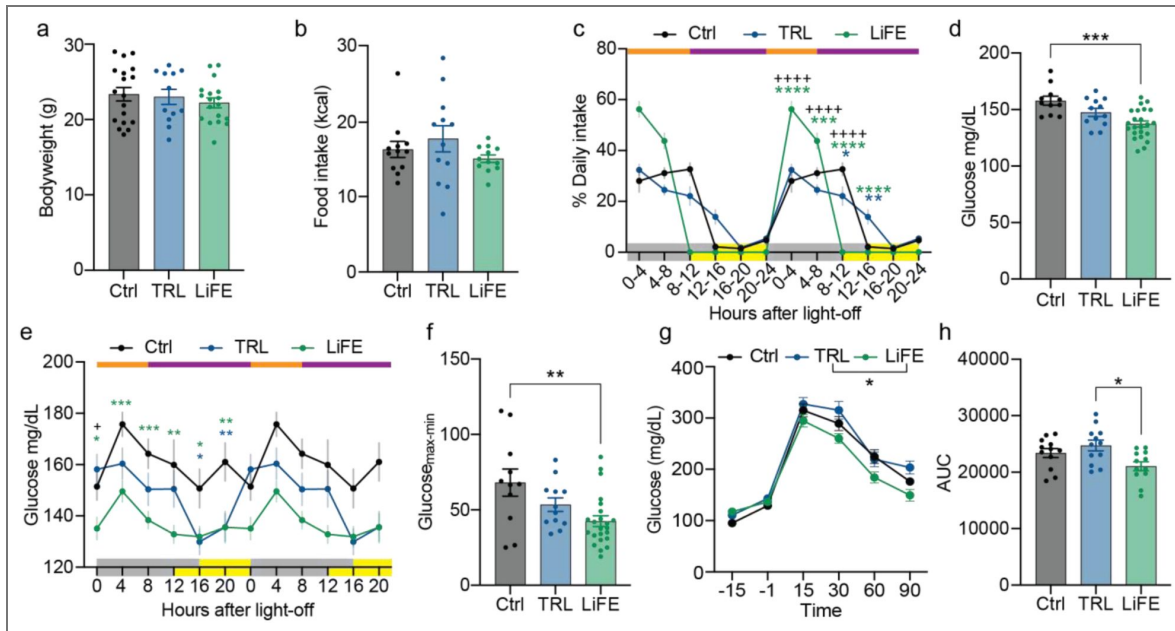 a
Bodyweight (g)
30
20
10
0
Ctrl
TRL
LiFE
b
Food intake (kcal)
30
20
10
0
Ctrl
TRL
LiFE
c
Ctrl
TRL
LiFE
% Daily intake
80
60
40
20
0
++++
****
++++
***
++++
****
*
****
**
0-4
4-8
8-12
12-16
16-20
20-24
0-4
4-8
8-12
12-16
16-20
20-24
Hours after light-off
d
Glucose mg/dL
200
150
100
50
0
***
Ctrl
TRL
LiFE
e
Ctrl
TRL
LiFE
Glucose mg/dL
200
180
160
140
120
+
*
***
***
**
*
*
**
**
0
4
8
12
16
20
0
4
8
12
16
20
Hours after light-off
f
Glucosemax-min
150
100
50
0
**
Ctrl
TRL
LiFE
g
Ctrl
TRL
LiFE
*
Glucose (mg/dL)
400
300
200
100
0
-15
-1
15
30
60
90
Time
h
AUC
40000
30000
20000
10000
0
*
Ctrl
TRL
LiFE